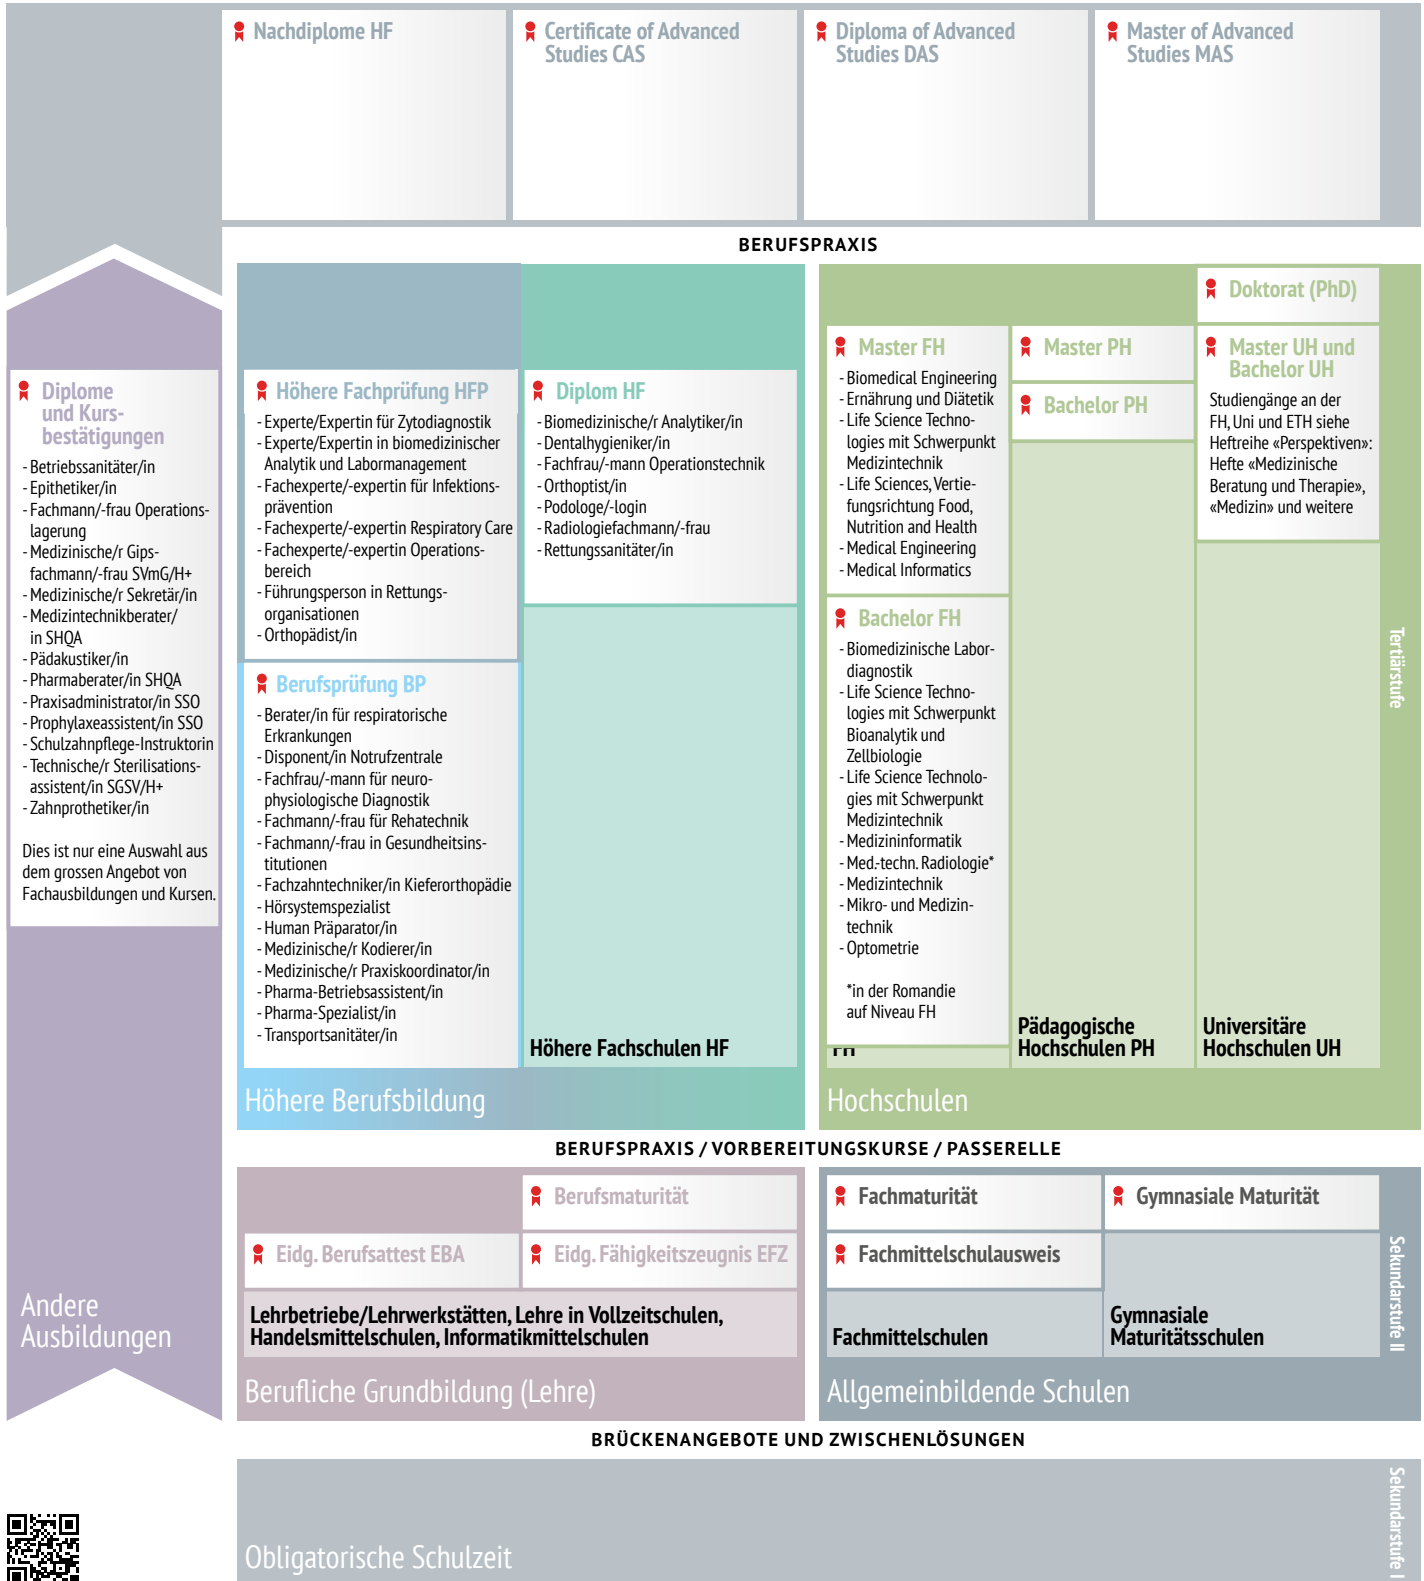 Nachdiplome HF
Certificate of Advanced
Studies CAS
Diploma of Advanced
Studies DAS
Master of Advanced
Studies MAS
BERUFSPRAXIS
Diplome
und Kurs-
bestätigungen
- Betriebssanitäter/in
- Epithetiker/in
- Fachmann/-frau Operations-
lagerung
- Medizinische/r Gips-
fachmann/-frau SVmG/H+
- Medizinische/r Sekretär/in
- Medizintechnikberater/
in SHQA
- Pädakustiker/in
- Pharmaberater/in SHQA
- Praxisadministrator/in SSO
- Prophylaxeassistent/in SSO
- Schulzahnpflege-Instruktorin
- Technische/r Sterilisations-
assistent/in SGSV/H+
- Zahnprothetiker/in
Dies ist nur eine Auswahl aus
dem grossen Angebot von
Fachausbildungen und Kursen.
Andere
Ausbildungen
Höhere Fachprüfung HFP
- Experte/Expertin für Zytodiagnostik
- Experte/Expertin in biomedizinischer
Analytik und Labormanagement
- Fachexperte/-expertin für Infektions-
prävention
- Fachexperte/-expertin Respiratory Care
- Fachexperte/-expertin Operations-
bereich
- Führungsperson in Rettungs-
organisationen
- Orthopädist/in
Berufsprüfung BP
- Berater/in für respiratorische
Erkrankungen
- Disponent/in Notrufzentrale
- Fachfrau/-mann für neuro-
physiologische Diagnostik
- Fachmann/-frau für Rehatechnik
- Fachmann/-frau in Gesundheitsins-
titutionen
- Fachzahntechniker/in Kieferorthopädie
- Hörsystemspezialist
- Human Präparator/in
- Medizinische/r Kodierer/in
- Medizinische/r Praxiskoordinator/in
- Pharma-Betriebsassistent/in
- Pharma-Spezialist/in
- Transportsanitäter/in
Diplom HF
- Biomedizinische/r Analytiker/in
- Dentalhygieniker/in
- Fachfrau/-mann Operationstechnik
- Orthoptist/in
- Podologe/-login
- Radiologiefachmann/-frau
- Rettungssanitäter/in
Höhere Fachschulen HF
Höhere Berufsbildung
Master FH
- Biomedical Engineering
- Ernährung und Diätetik
- Life Science Techno-
logies mit Schwerpunkt
Medizintechnik
- Life Sciences, Vertie-
fungsrichtung Food,
Nutrition and Health
- Medical Engineering
- Medical Informatics
Bachelor FH
- Biomedizinische Labor-
diagnostik
- Life Science Techno-
logies mit Schwerpunkt
Bioanalytik und
Zellbiologie
- Life Science Technolo-
gies mit Schwerpunkt
Medizintechnik
- Medizininformatik
- Med.-techn. Radiologie*
- Medizintechnik
- Mikro- und Medizin-
technik
- Optometrie
*in der Romandie
auf Niveau FH
FH
Master PH
Bachelor PH
Pädagogische
Hochschulen PH
Doktorat (PhD)
Master UH und
Bachelor UH
Studiengänge an der
FH, Uni und ETH siehe
Heftreihe «Perspektiven»:
Hefte «Medizinische
Beratung und Therapie»,
«Medizin» und weitere
Universitäre
Hochschulen UH
Hochschulen
Tertiärstufe
BERUFSPRAXIS / VORBEREITUNGSKURSE / PASSERELLE
Berufsmaturität
Eidg. Berufsattest EBA
Eidg. Fähigkeitszeugnis EFZ
Lehrbetriebe/Lehrwerkstätten, Lehre in Vollzeitschulen,
Handelsmittelschulen, Informatikmittelschulen
Berufliche Grundbildung (Lehre)
Fachmaturität
Gymnasiale Maturität
Fachmittelschulausweis
Fachmittelschulen
Gymnasiale
Maturitätsschulen
Allgemeinbildende Schulen
Sekundarstufe II
BRÜCKENANGEBOTE UND ZWISCHENLÖSUNGEN
Obligatorische Schulzeit
Sekundarstufe I